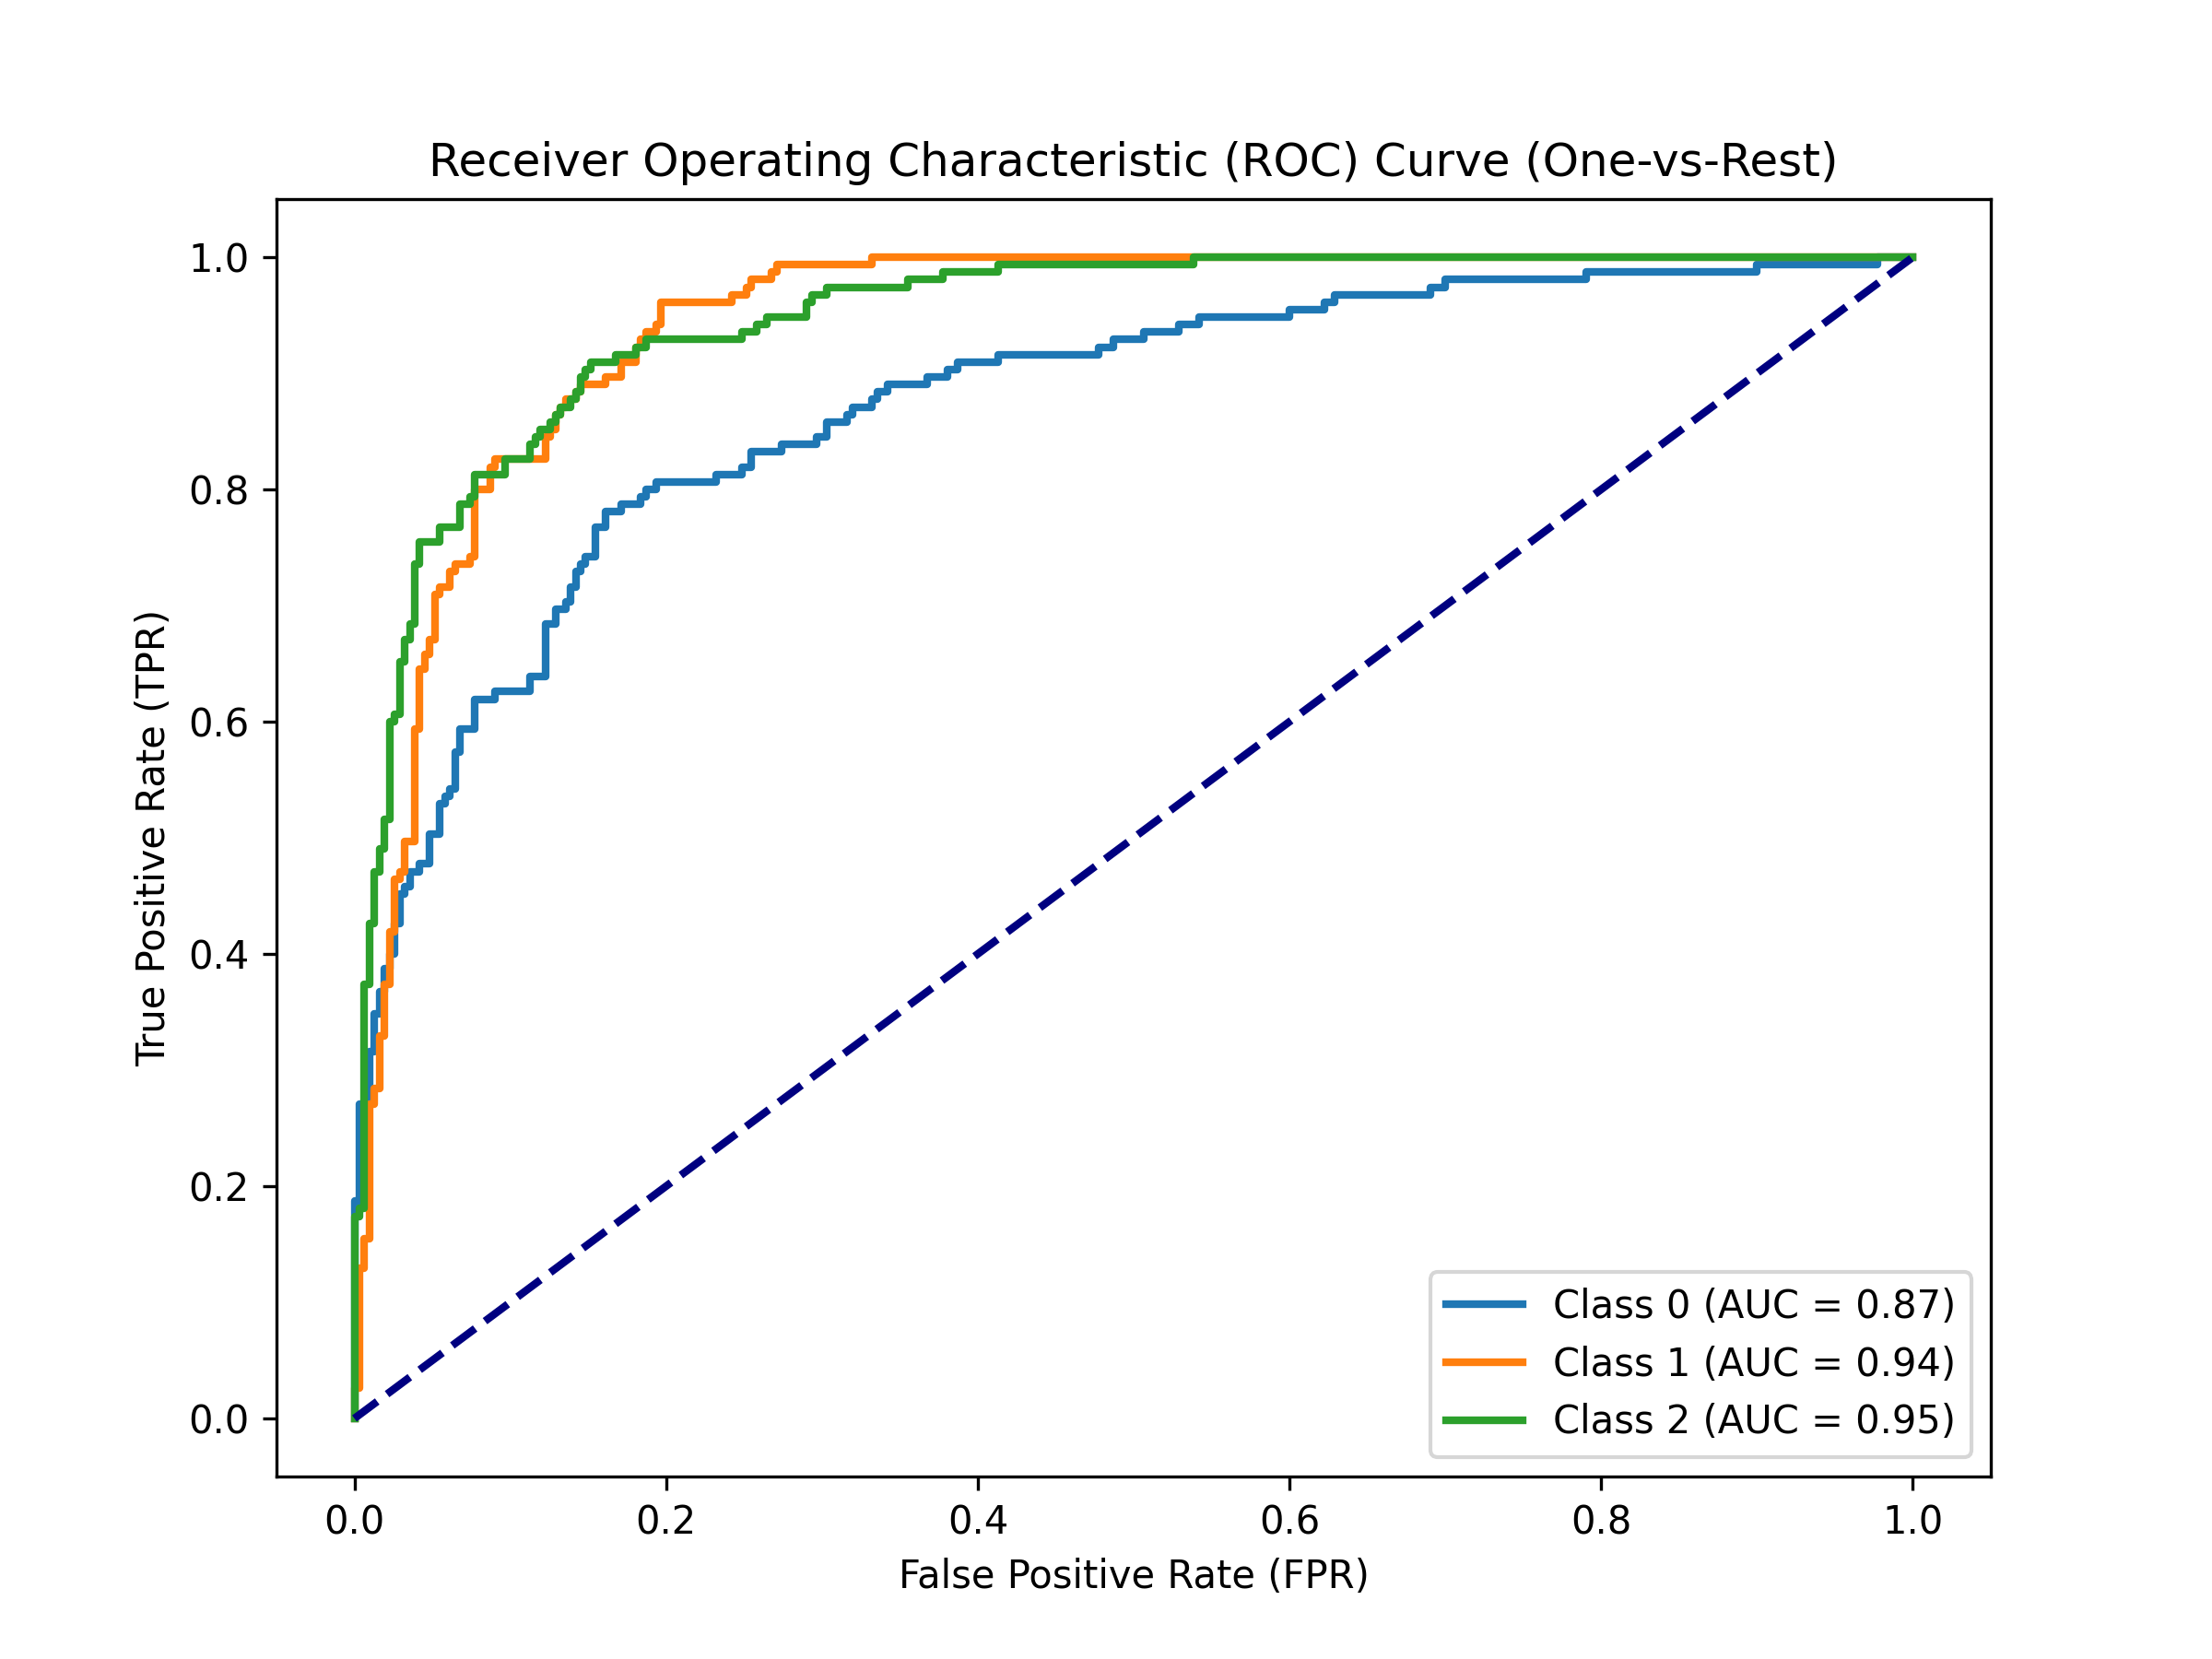 Receiver Operating Characteristic (ROC) Curve (One-vs-Rest)
True Positive Rate (TPR)
1.0
0.8
0.6
0.4
0.2
0.0
Class 0 (AUC = 0.87)
Class 1 (AUC = 0.94)
Class 2 (AUC = 0.95)
0.0 0.2 0.4 0.6 0.8 1.0
False Positive Rate (FPR)